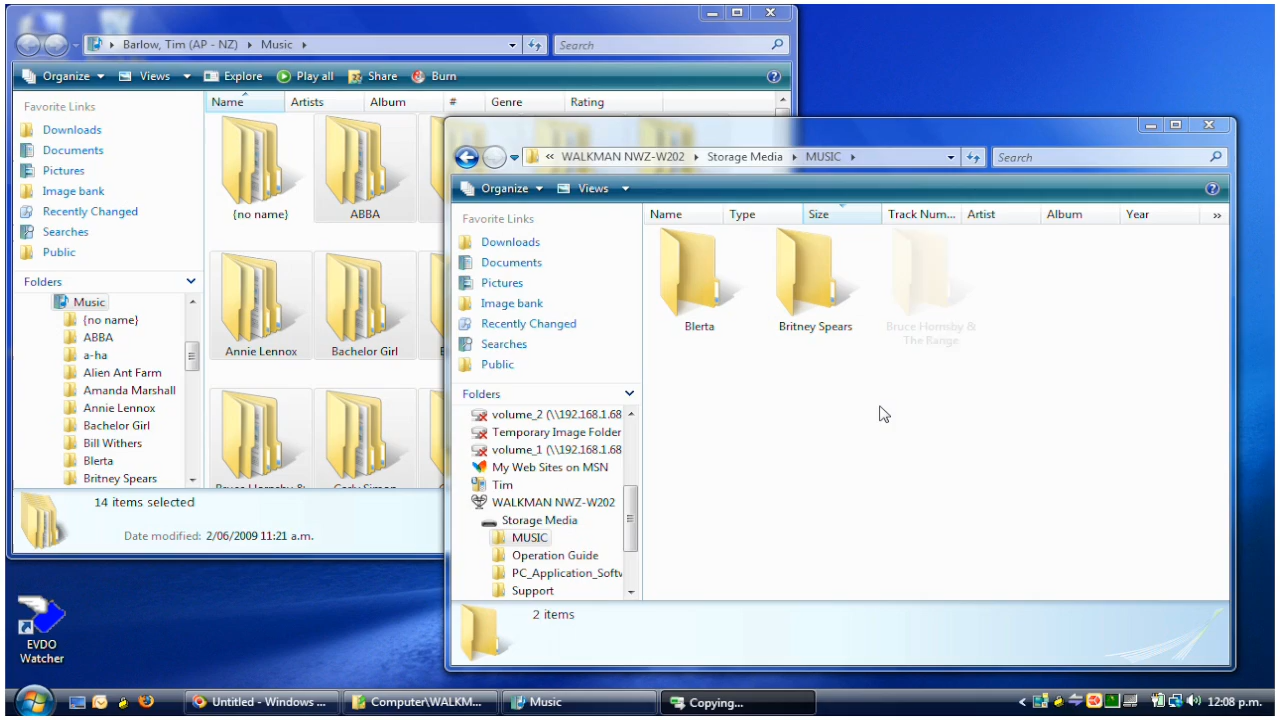 Barlow, Tim (AP - NZ) Music
Search
Organize Views Explore Play all Share Burn
Favorite Links
Downloads
Documents
Pictures
Image bank
Recently Changed
Searches
Public
Folders
Music
{no name}
ABBA
a-ha
Alien Ant Farm
Amanda Marshall
Annie Lennox
Bachelor Girl
Bill Withers
Blerta
Britney Spears
Name Artists Album # Genre Rating
{no name} ABBA
Annie Lennox Bachelor Girl
14 items selected
Date modified: 2/06/2009 11:21 a.m.
« WALKMAN NWZ-W202 Storage Media MUSIC
Search
Organize Views
Favorite Links
Downloads
Documents
Pictures
Image bank
Recently Changed
Searches
Public
Folders
volume_2 (\\192.168.1.68
Temporary Image Folder
volume_1 (\\192.168.1.68
My Web Sites on MSN
Tim
WALKMAN NWZ-W202
Storage Media
MUSIC
Operation Guide
PC_Application_Softw
Support
Name Type Size Track Num... Artist Album Year »
Blerta Britney Spears Bruce Hornsby &
The Range
2 items
EVDO
Watcher
Untitled - Windows ... Computer\WALKM... Music Copying...
12:08 p.m.